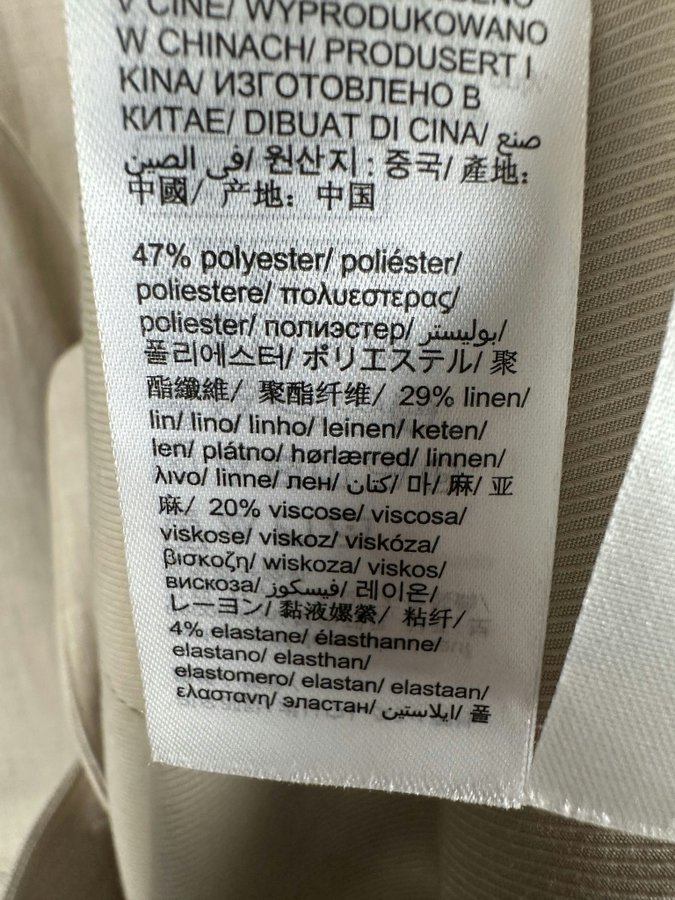 V CINE/ WYPRODUKOWANO
W CHINACH/ PRODUSERT I
KINA/ ИЗГОТОВЛЕНО В
КИТАЕ/ DIBUAT DI CINA/ صنع
في الصين/ 원산지 : 중국/ 產地:
中國/ 产地: 中国
47% polyester/ poliéster/
poliestere/ πολυεστερας/
poliester/ полиэстер/ بوليستر/
폴리에스터/ ポリエステル/ 聚
酯纖維/ 聚酯纤维/ 29% linen/
lin/ lino/ linho/ leinen/ keten/
len/ plátno/ hørlærred/ linnen/
λινο/ linne/ лен/ كتان/ 마/ 麻/ 亚
麻/ 20% viscose/ viscosa/
viskose/ viskoz/ viskóza/
βισκοζη/ wiskoza/ viskos/
вискоза/ فيسكوز/ 레이온/
レーヨン/ 黏液嫘縈/ 粘纤/
4% elastane/ élasthanne/
elastano/ elasthan/
elastomero/ elastan/ elastaan/
ελαστανη/ эластан/ ايلاستين/ 폴